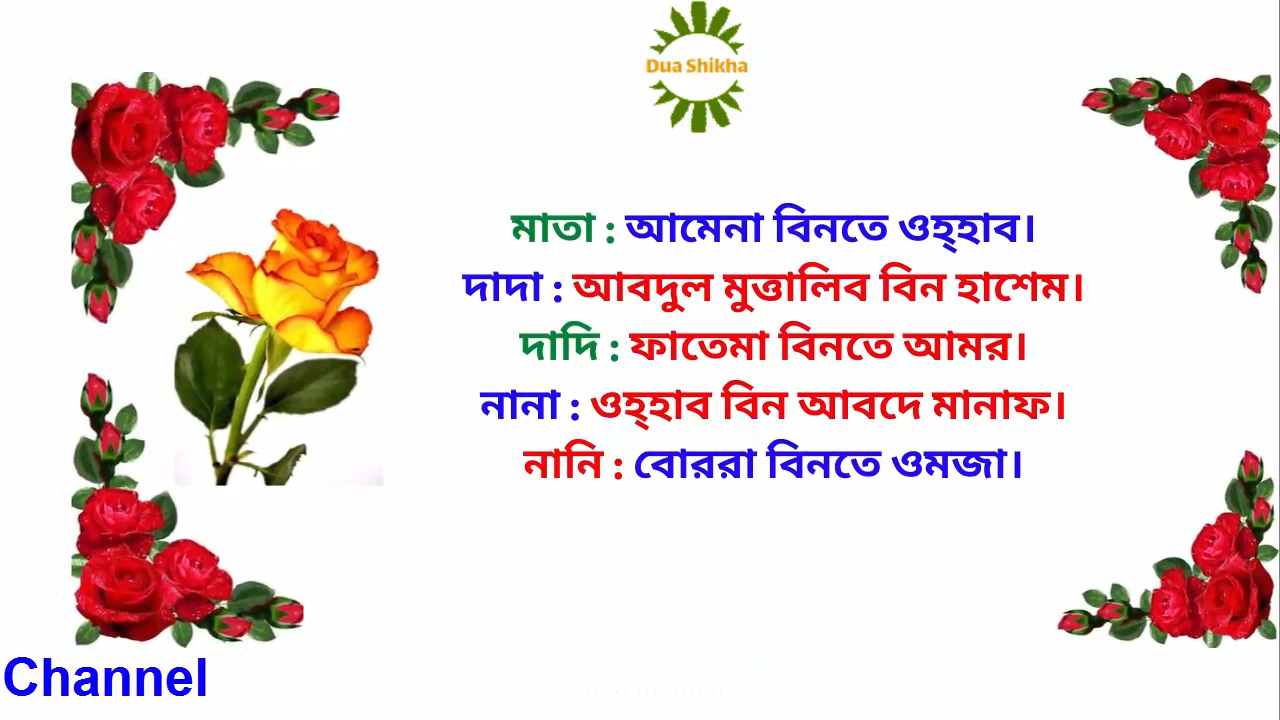 Dua Shikha
মাতা : আমেনা বিনতে ওহ্হাব।
দাদা : আবদুল মুত্তালিব বিন হাশেম।
দাদি : ফাতেমা বিনতে আমর।
নানা : ওহ্হাব বিন আবদে মানাফ।
নানি : বোররা বিনতে ওমজা।
Channel